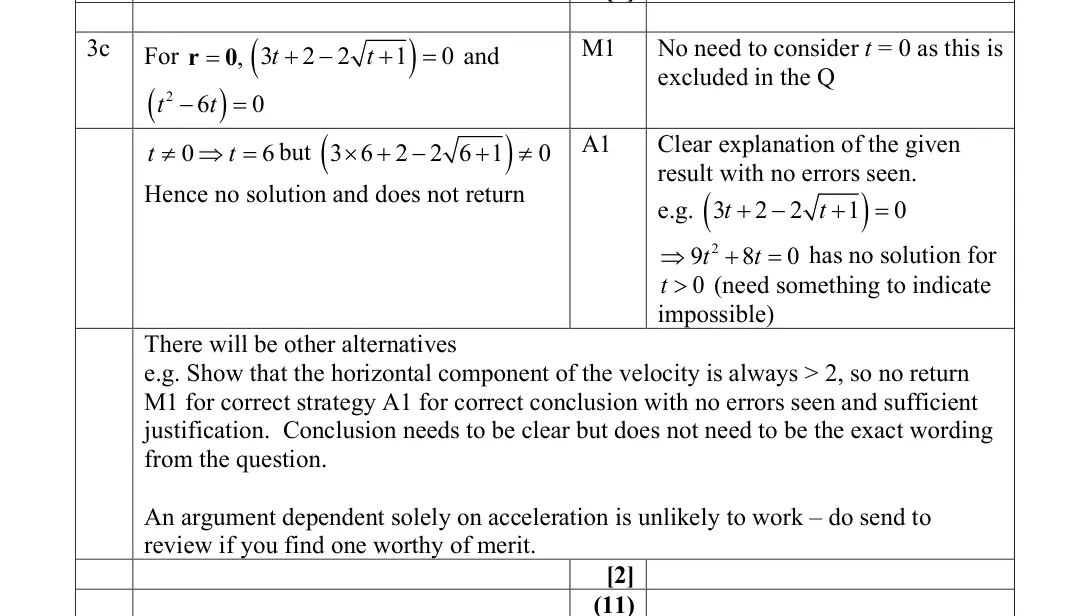 3c
For r = 0, (3t + 2 − 2√(t + 1)) = 0 and
(t² − 6t) = 0
M1
No need to consider t = 0 as this is
excluded in the Q
t ≠ 0 ⇒ t = 6 but (3 × 6 + 2 − 2√(6 + 1)) ≠ 0
Hence no solution and does not return
A1
Clear explanation of the given
result with no errors seen.
e.g. (3t + 2 − 2√(t + 1)) = 0
⇒ 9t² + 8t = 0 has no solution for
t > 0 (need something to indicate
impossible)
There will be other alternatives
e.g. Show that the horizontal component of the velocity is always > 2, so no return
M1 for correct strategy A1 for correct conclusion with no errors seen and sufficient
justification.  Conclusion needs to be clear but does not need to be the exact wording
from the question.
An argument dependent solely on acceleration is unlikely to work – do send to
review if you find one worthy of merit.
[2]
(11)